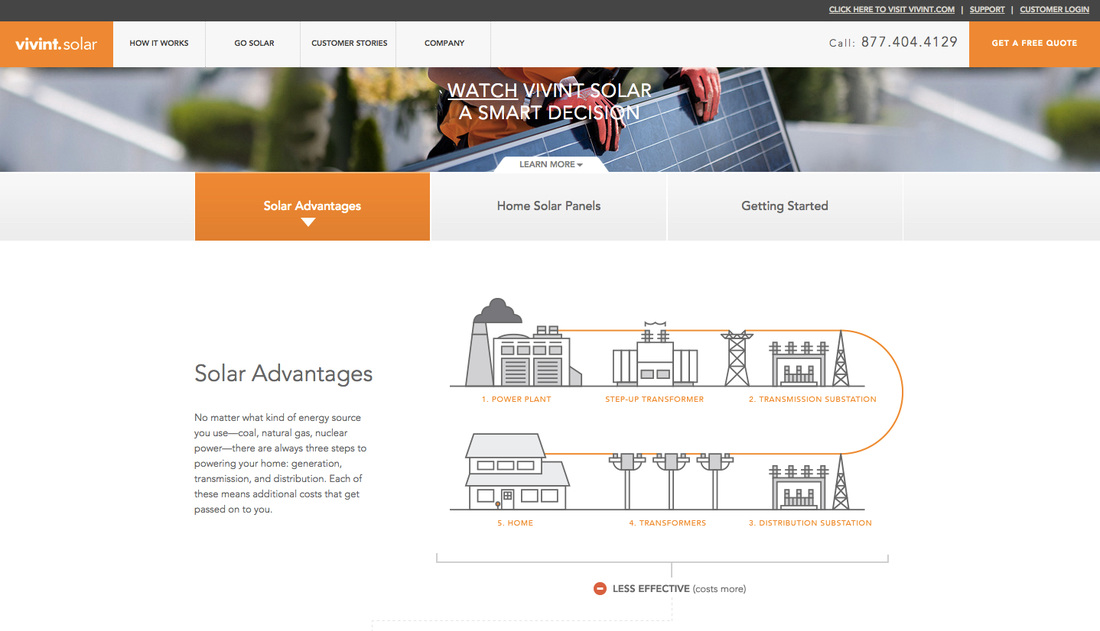 CLICK HERE TO VISIT VIVINT.COM | SUPPORT | CUSTOMER LOGIN
vivint.solar HOW IT WORKS GO SOLAR CUSTOMER STORIES COMPANY Call: 877.404.4129 GET A FREE QUOTE
WATCH VIVINT SOLAR
A SMART DECISION
LEARN MORE
Solar Advantages Home Solar Panels Getting Started
Solar Advantages
No matter what kind of energy source
you use—coal, natural gas, nuclear
power—there are always three steps to
powering your home: generation,
transmission, and distribution. Each of
these means additional costs that get
passed on to you.
1. POWER PLANT STEP-UP TRANSFORMER 2. TRANSMISSION SUBSTATION
5. HOME 4. TRANSFORMERS 3. DISTRIBUTION SUBSTATION
LESS EFFECTIVE (costs more)